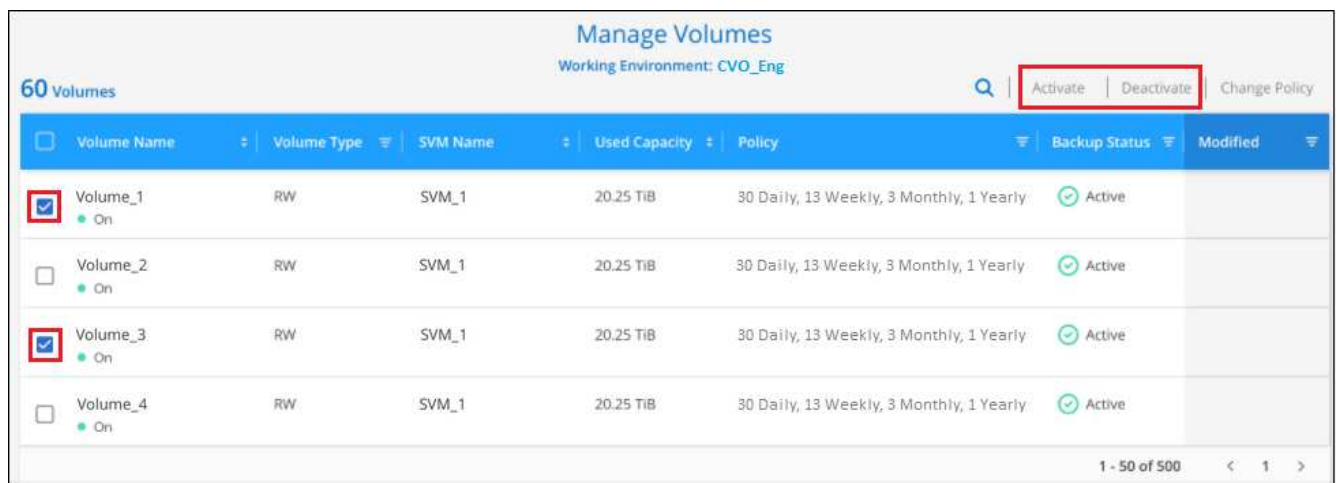 Manage Volumes
Working Environment: CVO_Eng
60 Volumes
Activate | Deactivate | Change Policy
Volume Name Volume Type SVM Name Used Capacity Policy Backup Status Modified
Volume_1 RW SVM_1 20.25 TiB 30 Daily, 13 Weekly, 3 Monthly, 1 Yearly Active
On
Volume_2 RW SVM_1 20.25 TiB 30 Daily, 13 Weekly, 3 Monthly, 1 Yearly Active
On
Volume_3 RW SVM_1 20.25 TiB 30 Daily, 13 Weekly, 3 Monthly, 1 Yearly Active
On
Volume_4 RW SVM_1 20.25 TiB 30 Daily, 13 Weekly, 3 Monthly, 1 Yearly Active
On
1 - 50 of 500 < 1 >